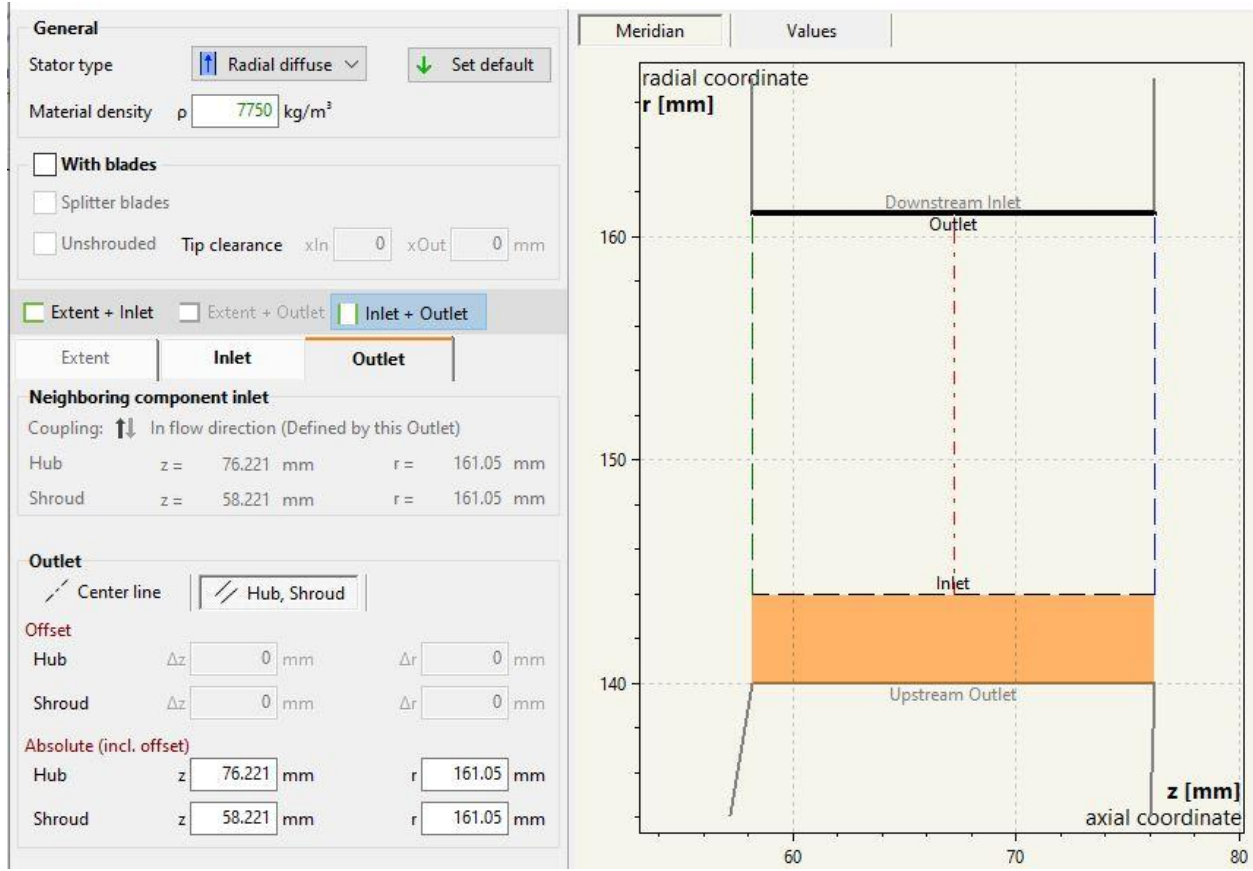 General
Stator type Radial diffuse Set default
Material density ρ 7750 kg/m³
With blades
Splitter blades
Unshrouded Tip clearance xIn 0 xOut 0 mm
Extent + Inlet Extent + Outlet Inlet + Outlet
Extent Inlet Outlet
Neighboring component inlet
Coupling: In flow direction (Defined by this Outlet)
Hub z = 76.221 mm r = 161.05 mm
Shroud z = 58.221 mm r = 161.05 mm
Outlet
Center line Hub, Shroud
Offset
Hub Δz 0 mm Δr 0 mm
Shroud Δz 0 mm Δr 0 mm
Absolute (incl. offset)
Hub z 76.221 mm r 161.05 mm
Shroud z 58.221 mm r 161.05 mm
Meridian Values
radial coordinate
r [mm]
Downstream Inlet
Outlet
160
150
Inlet
140
Upstream Outlet
z [mm]
axial coordinate
60 70 80